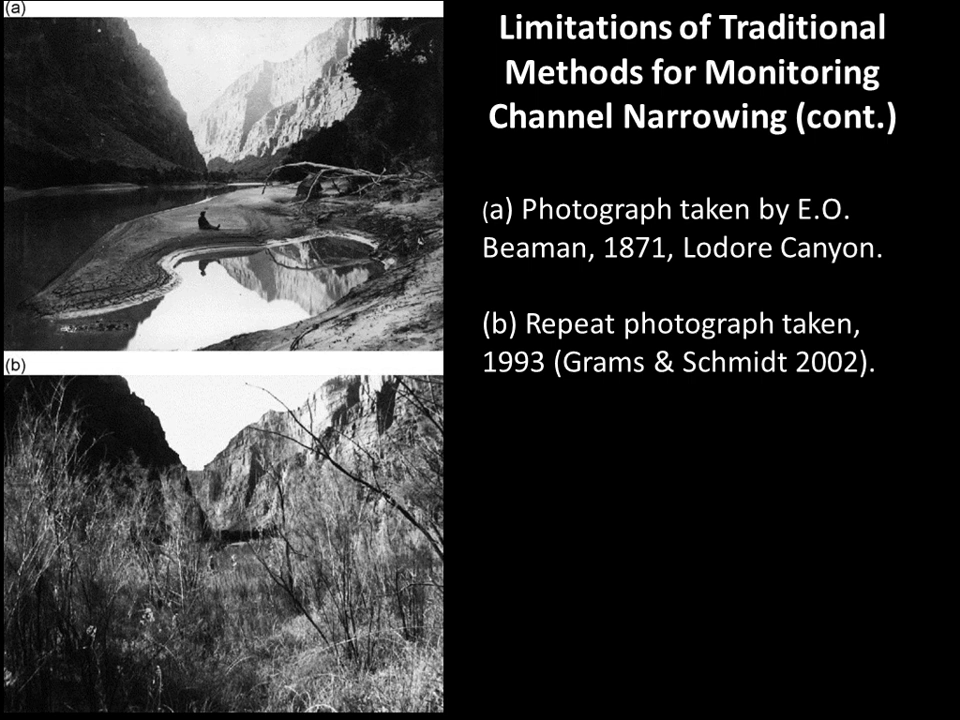 (a)
(b)
Limitations of Traditional
Methods for Monitoring
Channel Narrowing (cont.)
(a) Photograph taken by E.O.
Beaman, 1871, Lodore Canyon.
(b) Repeat photograph taken,
1993 (Grams & Schmidt 2002).